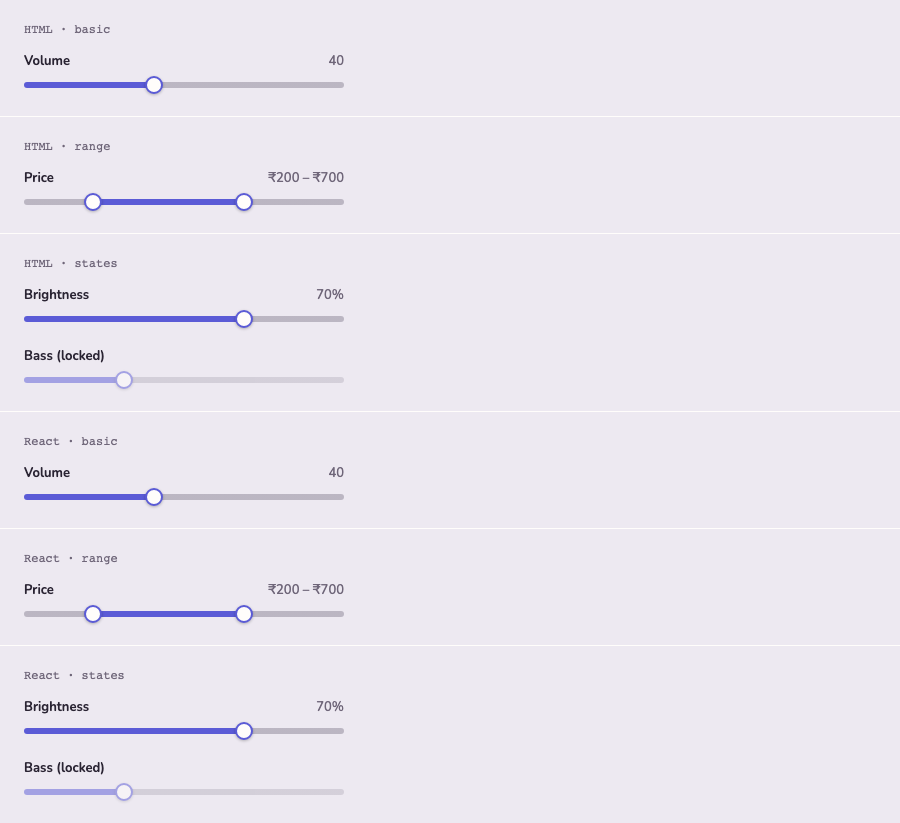 HTML · basic
Volume 40
HTML · range
Price ₹200 – ₹700
HTML · states
Brightness 70%
Bass (locked)
React · basic
Volume 40
React · range
Price ₹200 – ₹700
React · states
Brightness 70%
Bass (locked)